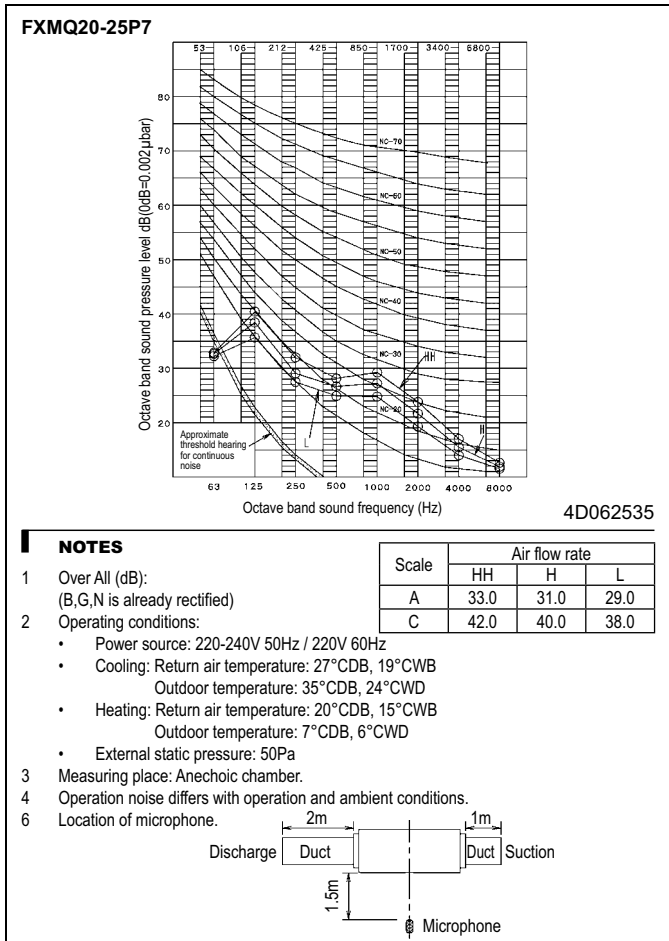 FXMQ20-25P7
53 106 212 425 850 1700 3400 6800
Octave band sound pressure level dB(0dB=0.002μbar)
80
70
60
50
40
30
20
NC-70
NC-60
NC-50
NC-40
NC-30
NC-20
HH
H
L
Approximate
threshold hearing
for continuous
noise
63 125 250 500 1000 2000 4000 8000
Octave band sound frequency (Hz)
4D062535
NOTES
1 Over All (dB):
(B,G,N is already rectified)
Scale Air flow rate
HH H L
A 33.0 31.0 29.0
C 42.0 40.0 38.0
2 Operating conditions:
• Power source: 220-240V 50Hz / 220V 60Hz
• Cooling: Return air temperature: 27°CDB, 19°CWB
Outdoor temperature: 35°CDB, 24°CWD
• Heating: Return air temperature: 20°CDB, 15°CWB
Outdoor temperature: 7°CDB, 6°CWD
• External static pressure: 50Pa
3 Measuring place: Anechoic chamber.
4 Operation noise differs with operation and ambient conditions.
6 Location of microphone.
2m 1m
Discharge Duct Duct Suction
1.5m
Microphone